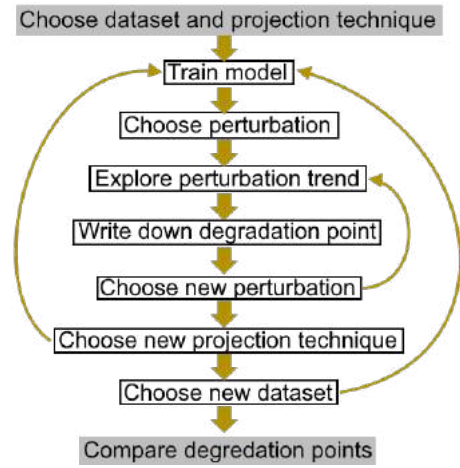 Choose dataset and projection technique
Train model
Choose perturbation
Explore perturbation trend
Write down degradation point
Choose new perturbation
Choose new projection technique
Choose new dataset
Compare degredation points